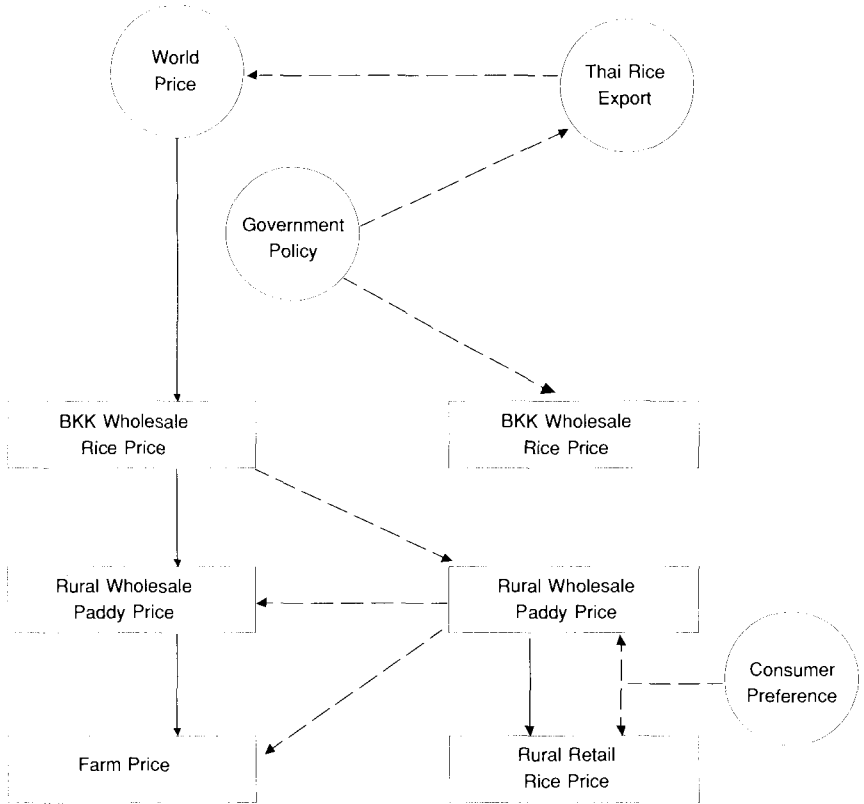 World
Price
Thai Rice
Export
Government
Policy
BKK Wholesale
Rice Price
BKK Wholesale
Rice Price
Rural Wholesale
Paddy Price
Rural Wholesale
Paddy Price
Consumer
Preference
Farm Price
Rural Retail
Rice Price